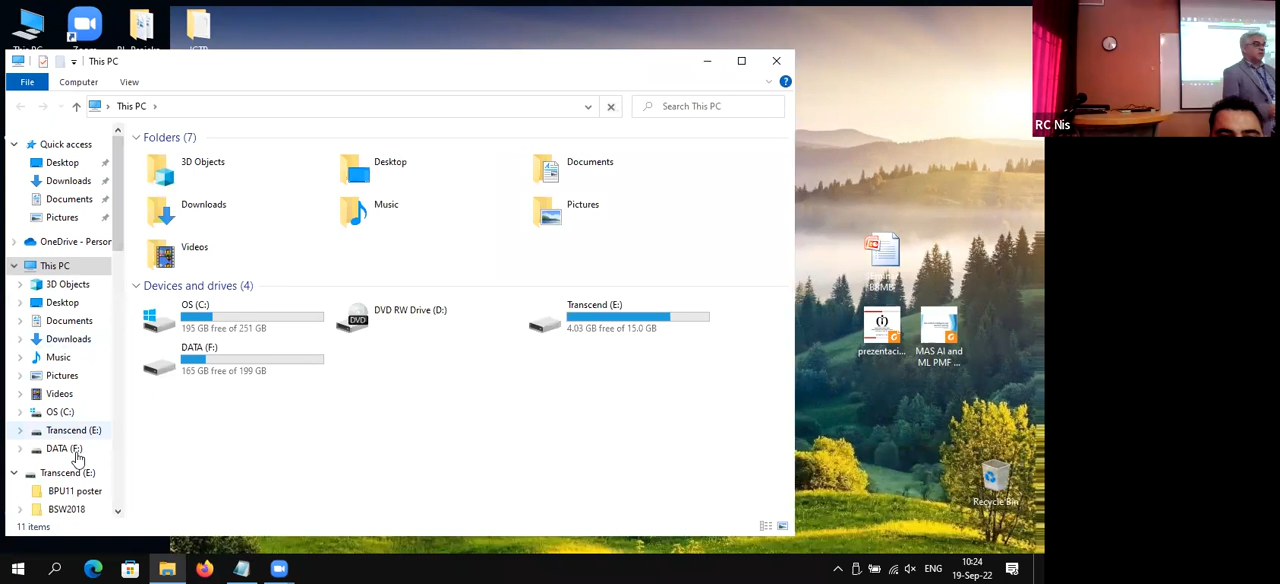 This PC
Zoom
This PC
File
Computer
View
This PC
Search This PC
Quick access
Desktop
Downloads
Documents
Pictures
OneDrive - Person
This PC
3D Objects
Desktop
Documents
Downloads
Music
Pictures
Videos
OS (C:)
Transcend (E:)
DATA (F:)
Transcend (E:)
BPU11 poster
BSW2018
Folders (7)
3D Objects
Desktop
Documents
Downloads
Music
Pictures
Videos
Devices and drives (4)
OS (C:)
195 GB free of 251 GB
DVD RW Drive (D:)
DVD
Transcend (E:)
4.03 GB free of 15.0 GB
DATA (F:)
165 GB free of 199 GB
11 items
prezentaci...
MAS AI and
ML PMF ...
Recycle Bin
RC Nis
ENG
10:24
19-Sep-22